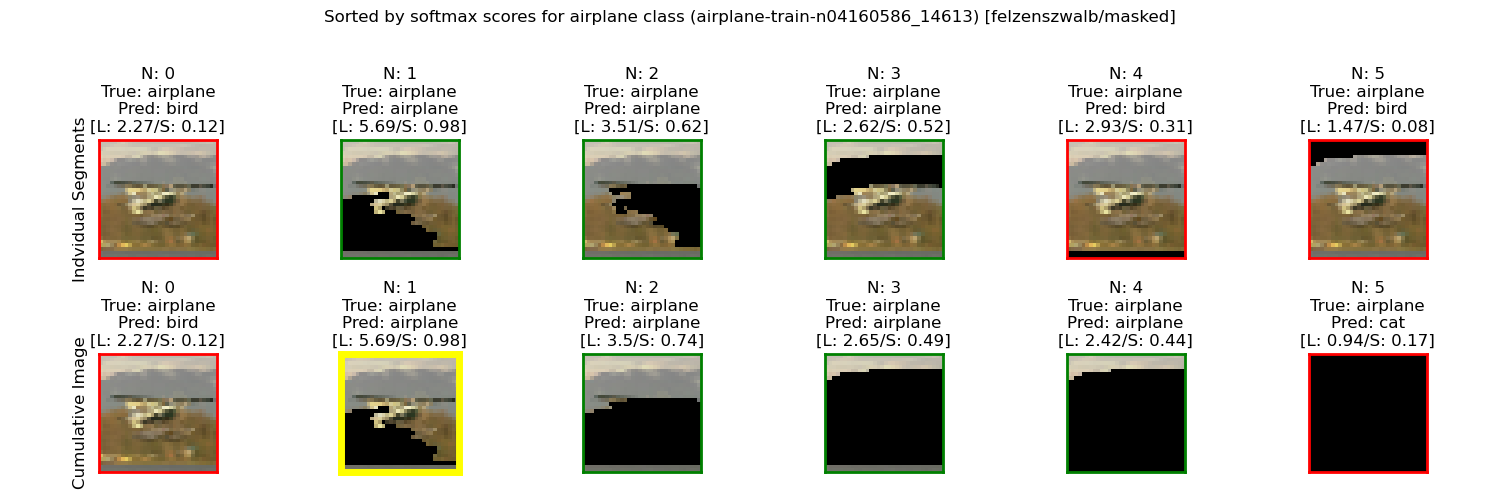 Sorted by softmax scores for airplane class (airplane-train-n04160586_14613) [felzenszwalb/masked]
Indvidual Segments
N: 0
True: airplane
Pred: bird
[L: 2.27/S: 0.12]
N: 1
True: airplane
Pred: airplane
[L: 5.69/S: 0.98]
N: 2
True: airplane
Pred: airplane
[L: 3.51/S: 0.62]
N: 3
True: airplane
Pred: airplane
[L: 2.62/S: 0.52]
N: 4
True: airplane
Pred: bird
[L: 2.93/S: 0.31]
N: 5
True: airplane
Pred: bird
[L: 1.47/S: 0.08]
Cumulative Image
N: 0
True: airplane
Pred: bird
[L: 2.27/S: 0.12]
N: 1
True: airplane
Pred: airplane
[L: 5.69/S: 0.98]
N: 2
True: airplane
Pred: airplane
[L: 3.5/S: 0.74]
N: 3
True: airplane
Pred: airplane
[L: 2.65/S: 0.49]
N: 4
True: airplane
Pred: airplane
[L: 2.42/S: 0.44]
N: 5
True: airplane
Pred: cat
[L: 0.94/S: 0.17]